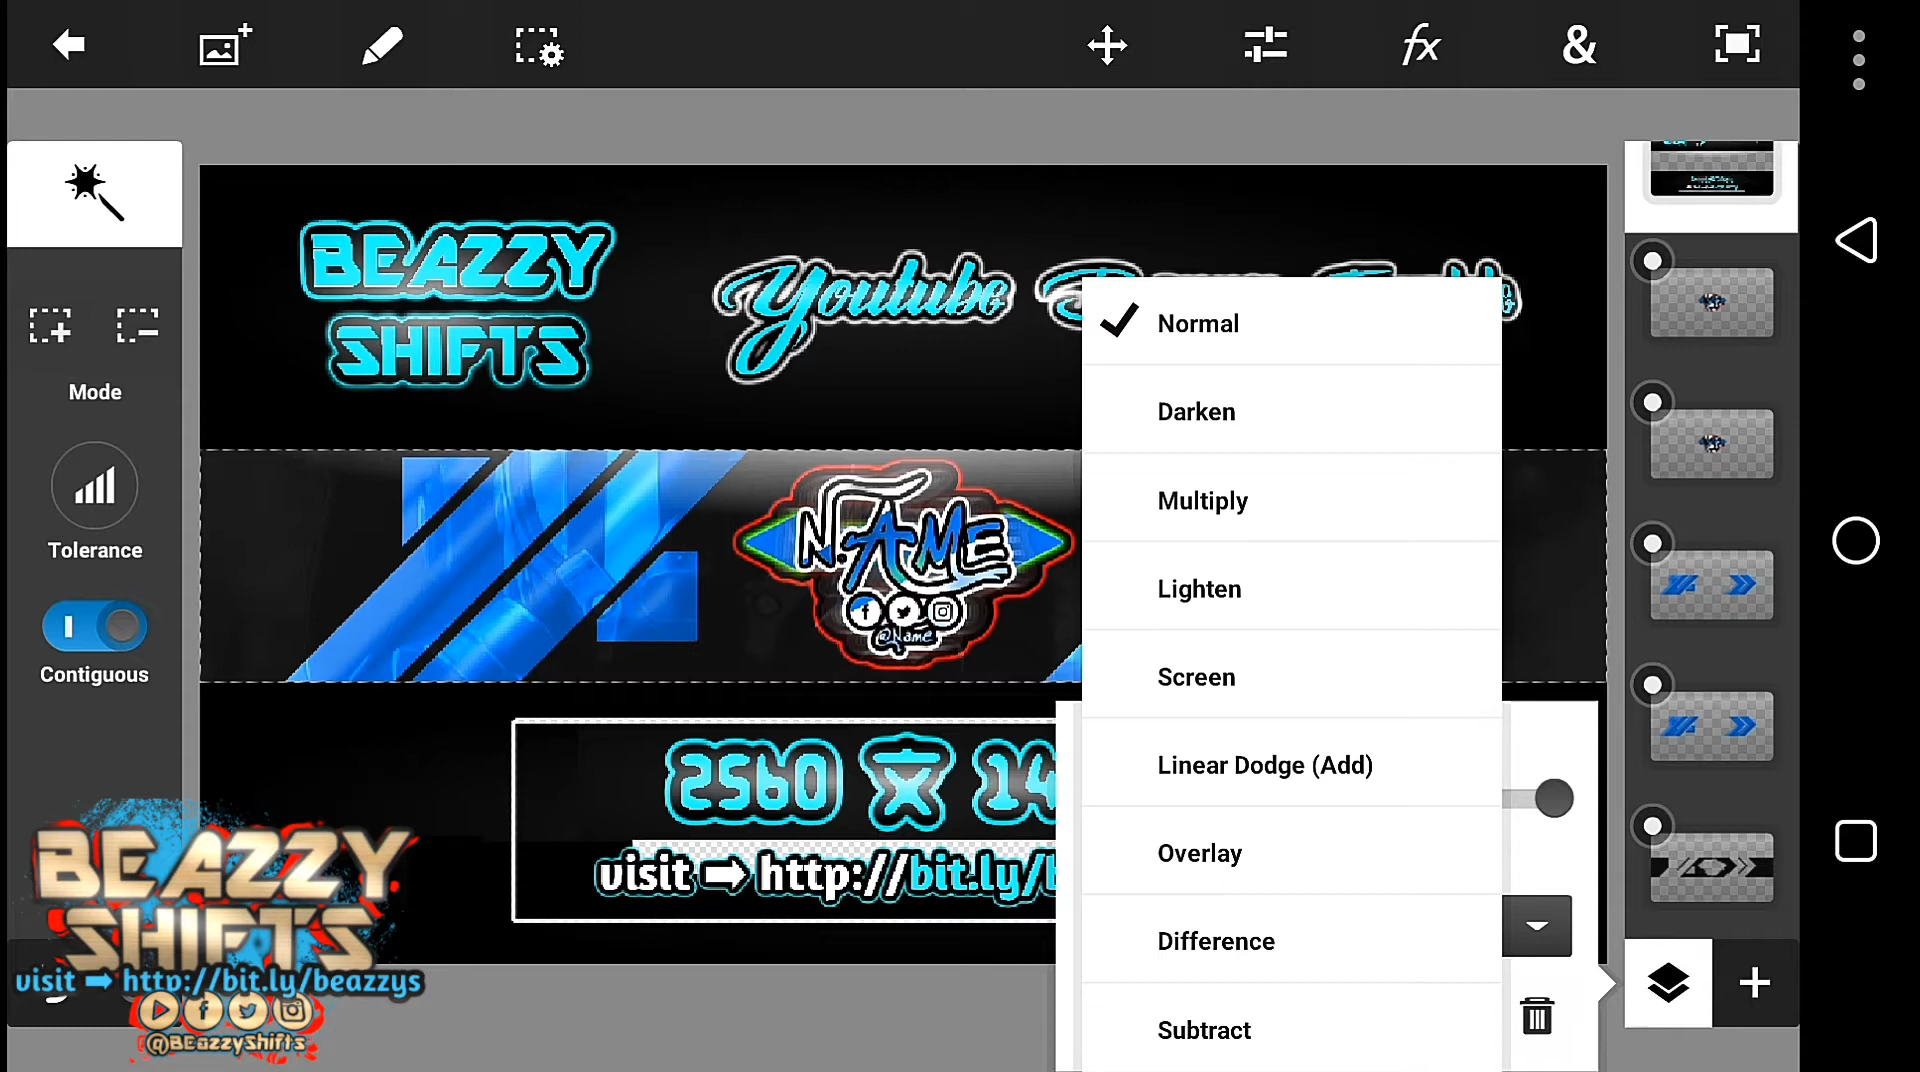 fx
&
BEAZZY
SHIFTS
Youtube
Normal
Darken
Multiply
Lighten
Screen
Linear Dodge (Add)
Overlay
Difference
Subtract
Mode
Tolerance
Contiguous
NAME
@Name
2560 X 14
visit ➡ http://bit.ly/b
BEAZZY
SHIFTS
visit ➡ http://bit.ly/beazzys
@BEazzyShifts